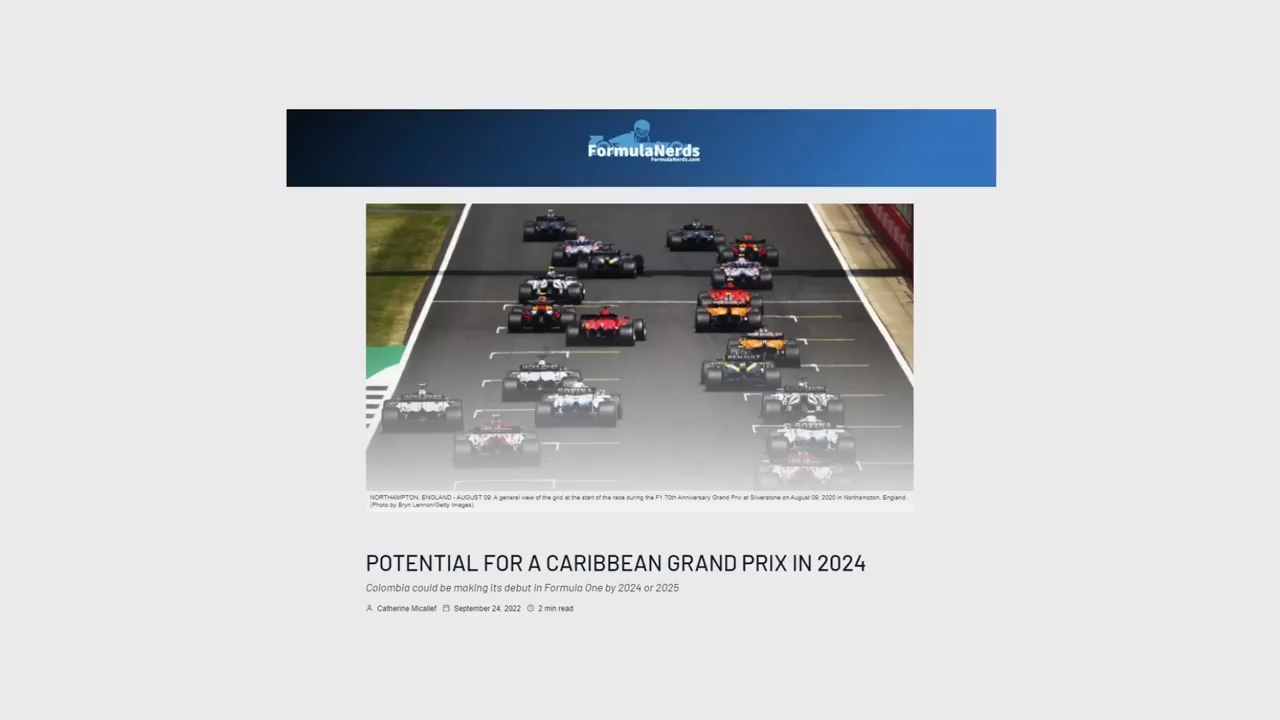 FormulaNerds
FormulaNerds.com
NORTHAMPTON, ENGLAND - AUGUST 09: A general view of the grid at the start of the race during the F1 70th Anniversary Grand Prix at Silverstone on August 09, 2020 in Northampton, England.
(Photo by Bryn Lennon/Getty Images)
POTENTIAL FOR A CARIBBEAN GRAND PRIX IN 2024
Colombia could be making its debut in Formula One by 2024 or 2025
Catherine Micallef September 24, 2022 2 min read